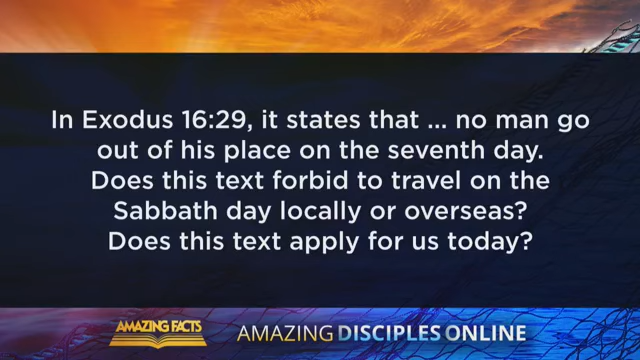 In Exodus 16:29, it states that ... no man go
out of his place on the seventh day.
Does this text forbid to travel on the
Sabbath day locally or overseas?
Does this text apply for us today?
AMAZING FACTS
AMAZING DISCIPLES ONLINE